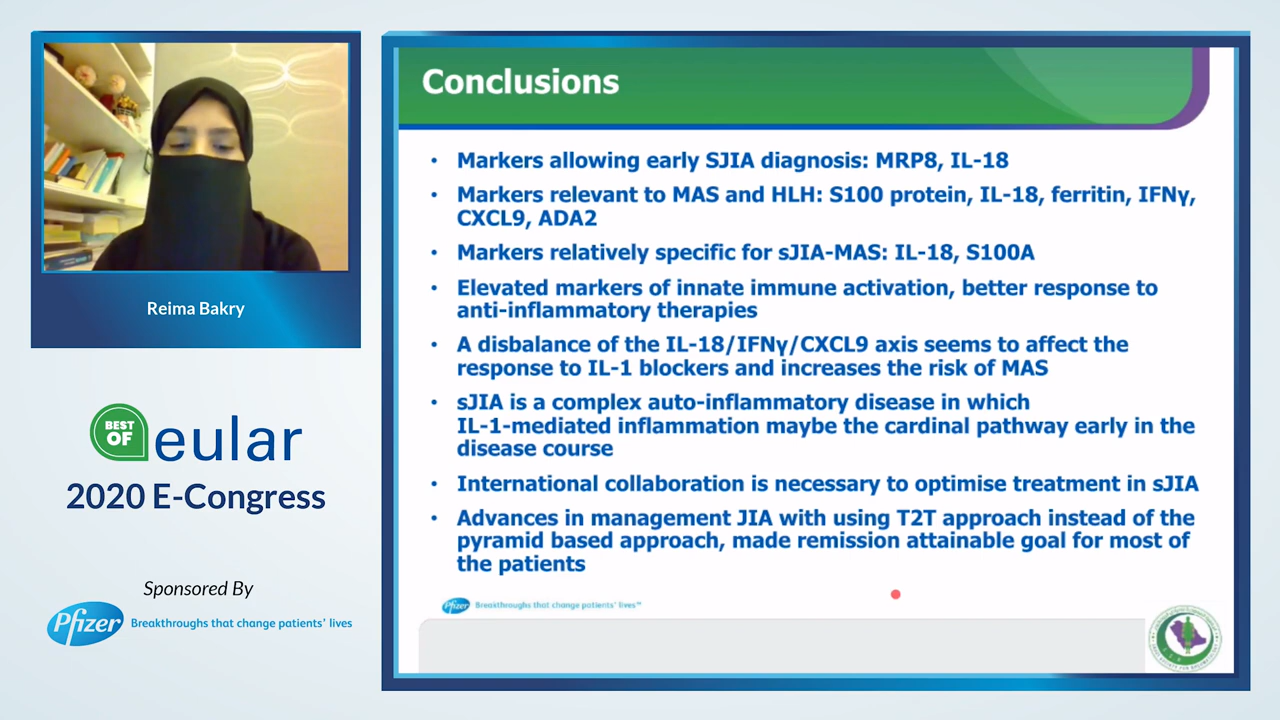 Reima Bakry
BEST
OF
eular
2020 E-Congress
Sponsored By
Pfizer
Breakthroughs that change patients' lives
Conclusions
• Markers allowing early SJIA diagnosis: MRP8, IL-18
• Markers relevant to MAS and HLH: S100 protein, IL-18, ferritin, IFNγ,
CXCL9, ADA2
• Markers relatively specific for sJIA-MAS: IL-18, S100A
• Elevated markers of innate immune activation, better response to
anti-inflammatory therapies
• A disbalance of the IL-18/IFNγ/CXCL9 axis seems to affect the
response to IL-1 blockers and increases the risk of MAS
• sJIA is a complex auto-inflammatory disease in which
IL-1-mediated inflammation maybe the cardinal pathway early in the
disease course
• International collaboration is necessary to optimise treatment in sJIA
• Advances in management JIA with using T2T approach instead of the
pyramid based approach, made remission attainable goal for most of
the patients
Pfizer
Breakthroughs that change patients' lives™